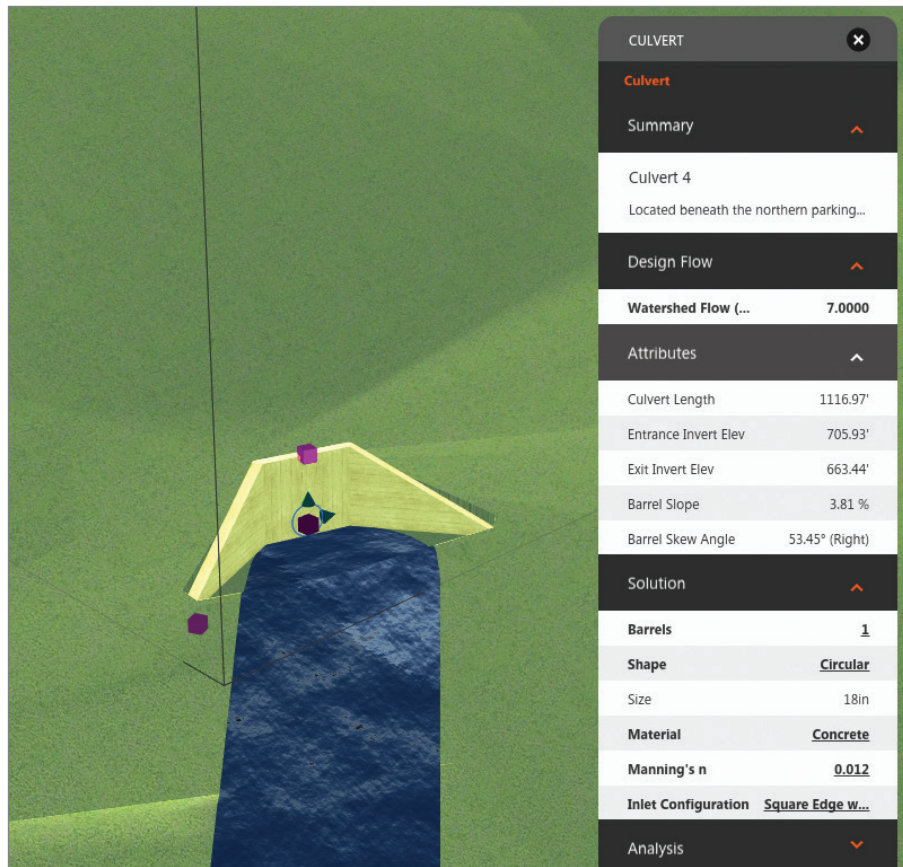 CULVERT
Culvert
Summary
Culvert 4
Located beneath the northern parking...
Design Flow
Watershed Flow (... 7.0000
Attributes
Culvert Length 1116.97'
Entrance Invert Elev 705.93'
Exit Invert Elev 663.44'
Barrel Slope 3.81 %
Barrel Skew Angle 53.45° (Right)
Solution
Barrels 1
Shape Circular
Size 18in
Material Concrete
Manning's n 0.012
Inlet Configuration Square Edge w...
Analysis